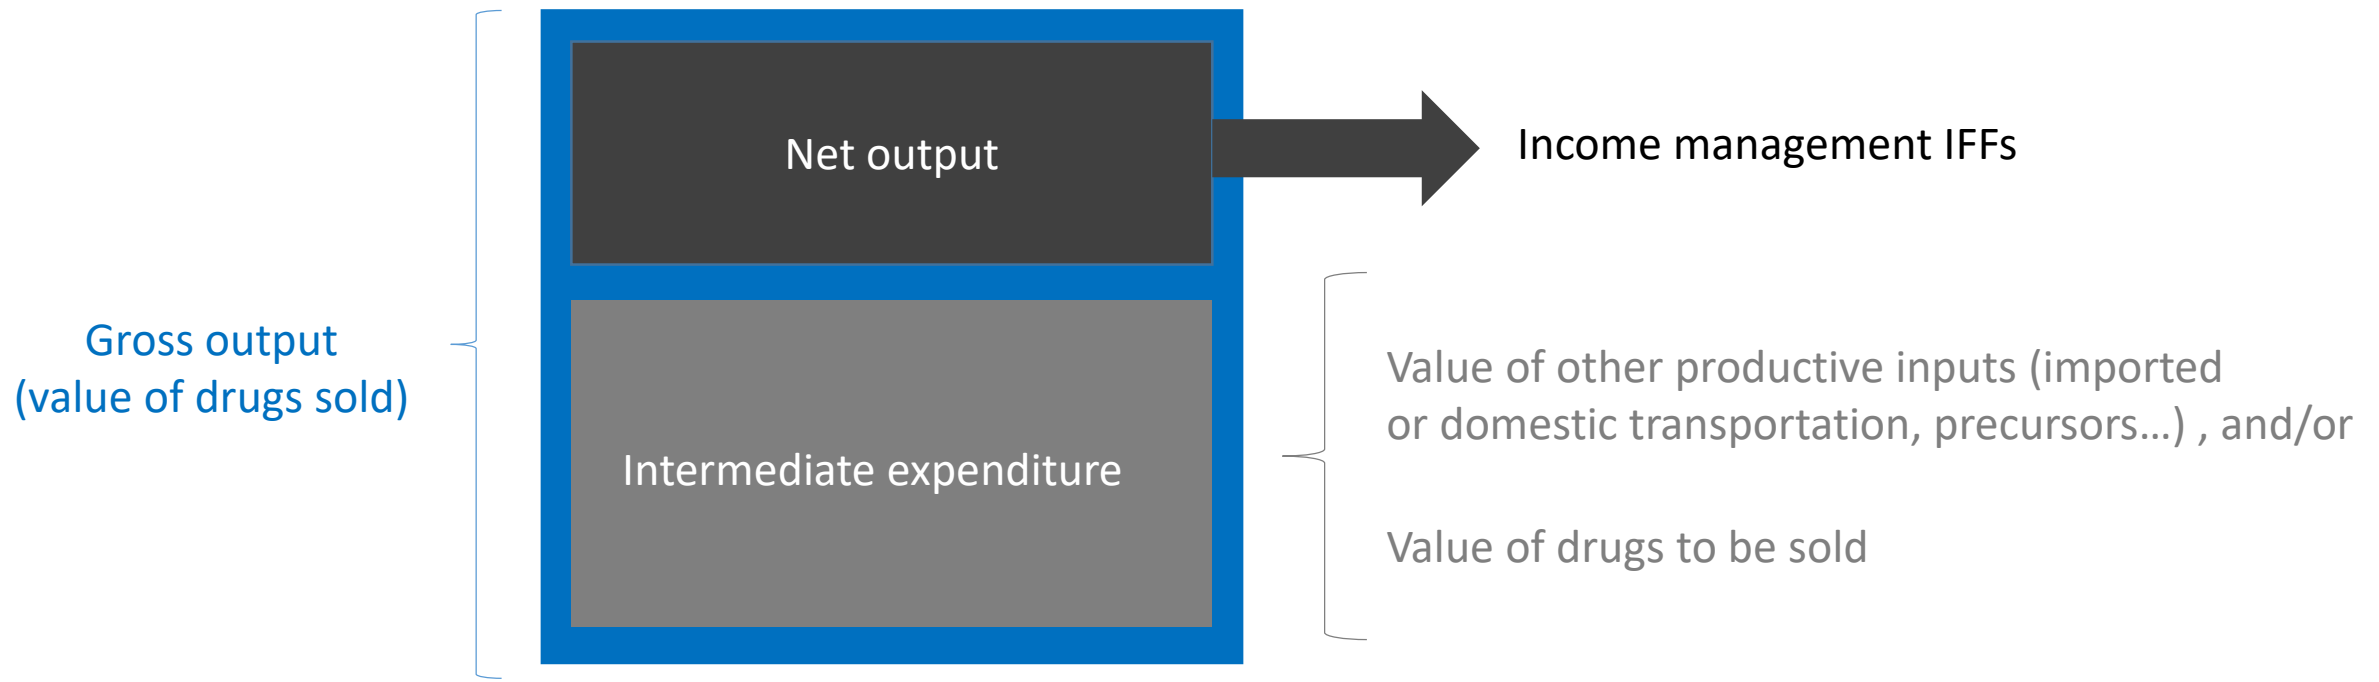 Net output
Income management IFFs
Gross output
(value of drugs sold)
Intermediate expenditure
Value of other productive inputs (imported
or domestic transportation, precursors…) , and/or
Value of drugs to be sold